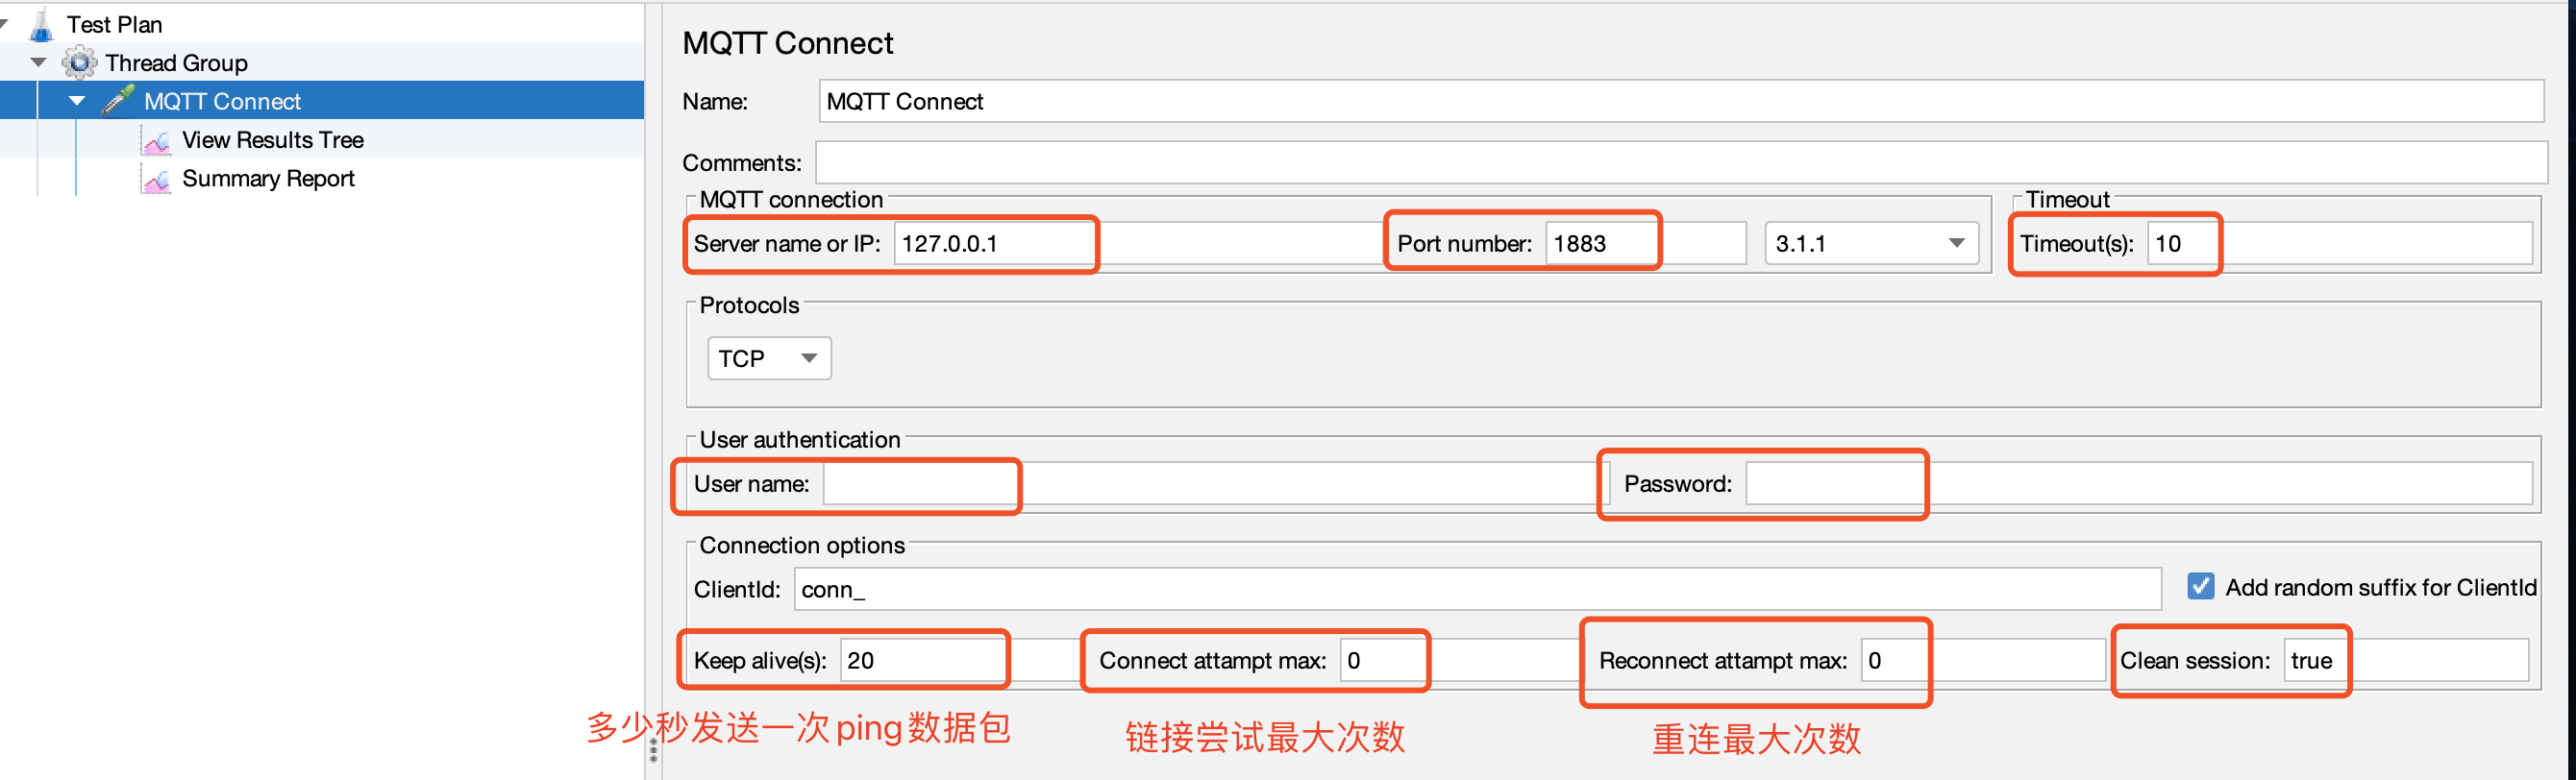 Test Plan
Thread Group
MQTT Connect
View Results Tree
Summary Report
MQTT Connect
Name: MQTT Connect
Comments:
MQTT connection
Server name or IP: 127.0.0.1 Port number: 1883 3.1.1
Timeout
Timeout(s): 10
Protocols
TCP
User authentication
User name: Password:
Connection options
ClientId: conn_ Add random suffix for ClientId
Keep alive(s): 20 Connect attampt max: 0 Reconnect attampt max: 0 Clean session: true
多少秒发送一次ping数据包 链接尝试最大次数 重连最大次数